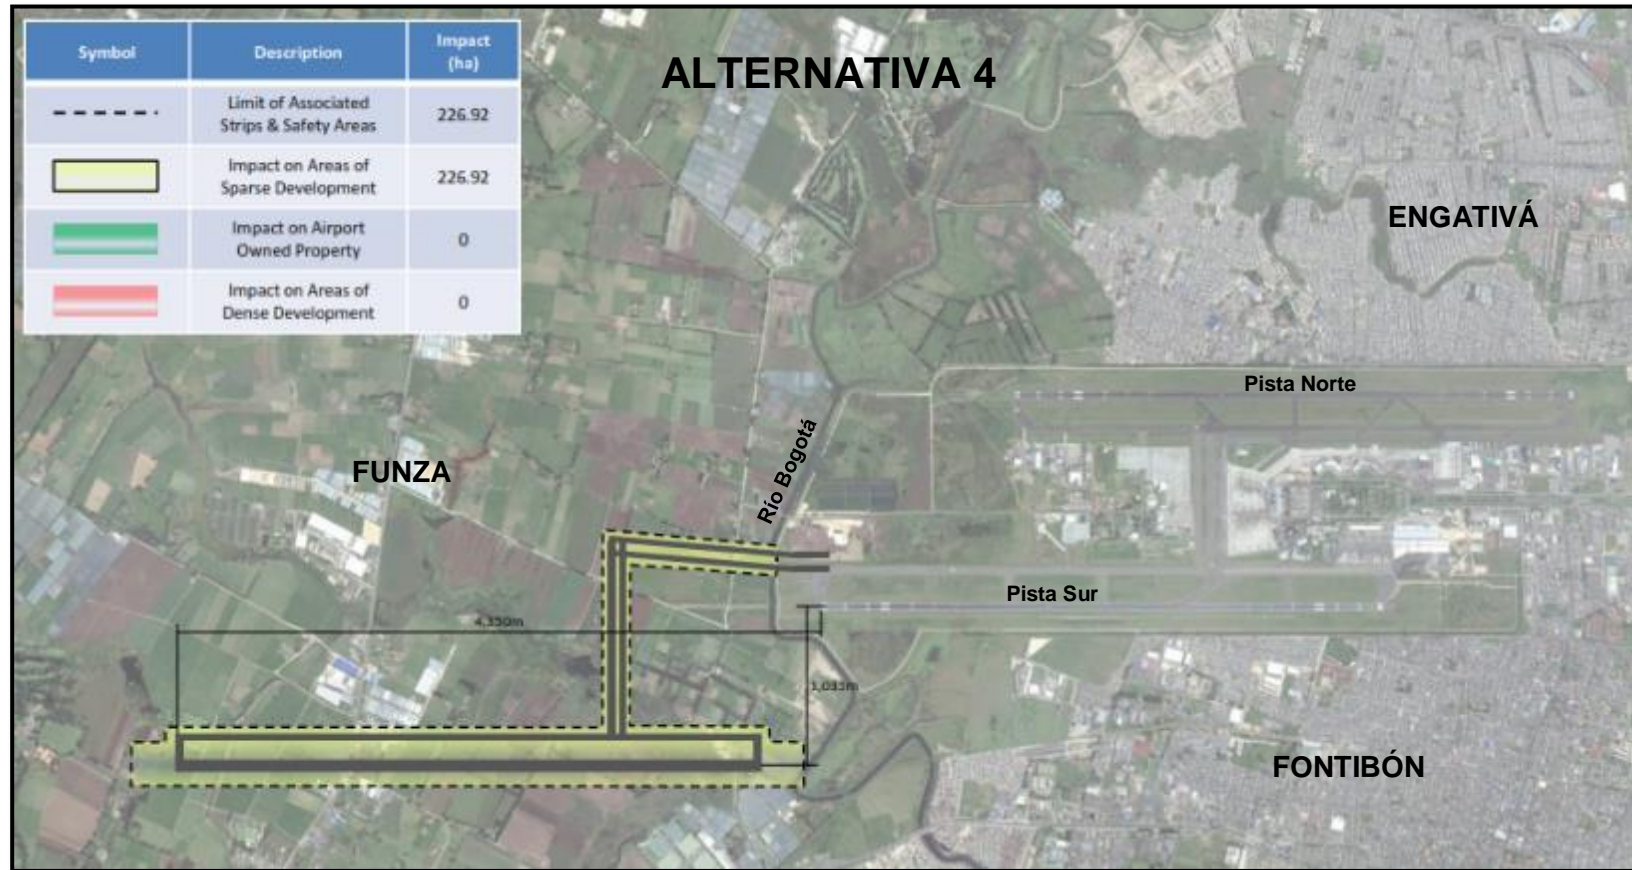 ALTERNATIVA 4
Symbol Description Impact
(ha)
Limit of Associated
Strips & Safety Areas
226.92
Impact on Areas of
Sparse Development
226.92
Impact on Airport
Owned Property
0
Impact on Areas of
Dense Development
0
ENGATIVÁ
Pista Norte
Río Bogotá
FUNZA
Pista Sur
1,033m
FONTIBÓN